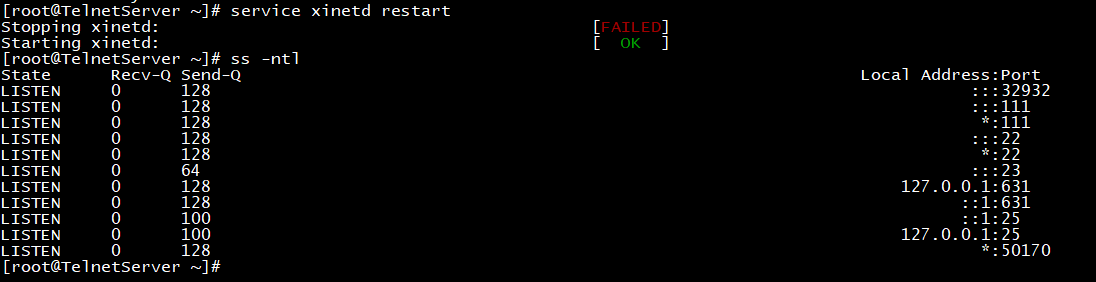 [root@TelnetServer ~]# service xinetd restart
Stopping xinetd: [FAILED]
Starting xinetd: [ OK ]
[root@TelnetServer ~]# ss -ntl
State Recv-Q Send-Q Local Address:Port
LISTEN 0 128 :::32932
LISTEN 0 128 :::111
LISTEN 0 128 *:111
LISTEN 0 128 :::22
LISTEN 0 128 *:22
LISTEN 0 64 :::23
LISTEN 0 128 127.0.0.1:631
LISTEN 0 128 ::1:631
LISTEN 0 100 ::1:25
LISTEN 0 100 127.0.0.1:25
LISTEN 0 128 *:50170
[root@TelnetServer ~]#